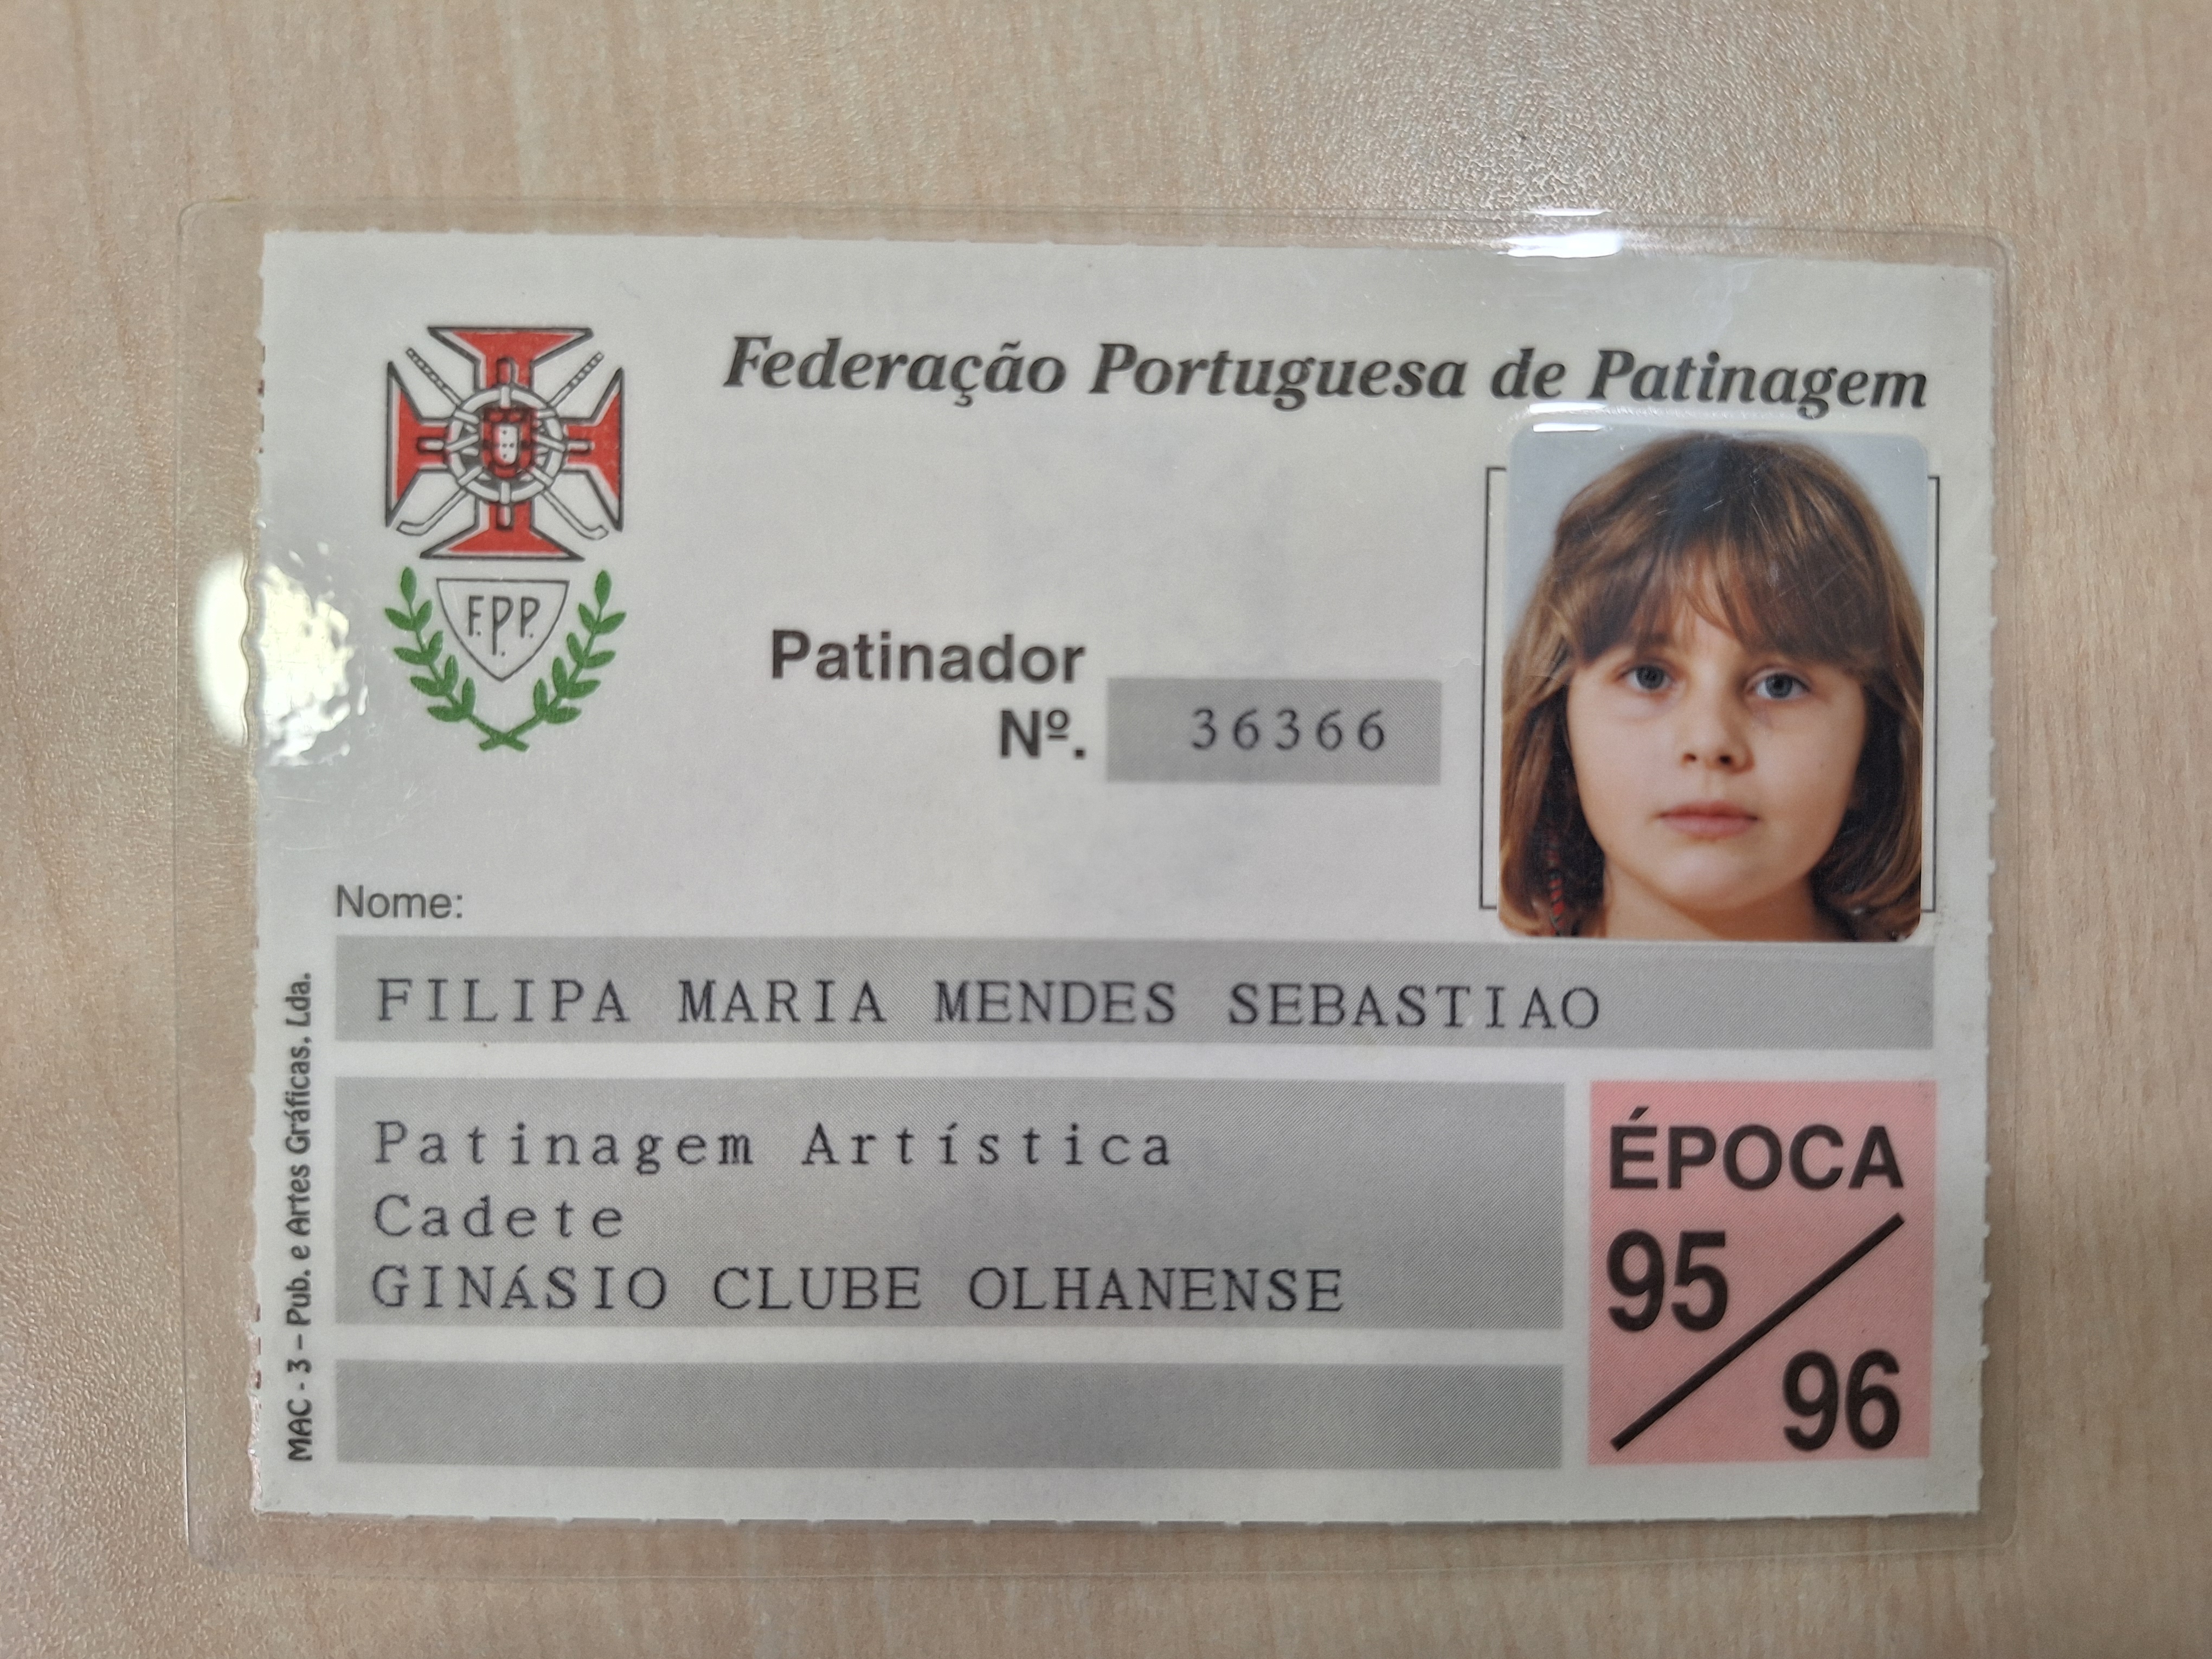 Federação Portuguesa de Patinagem
F.P.P.
Patinador
Nº. 36366
Nome:
FILIPA MARIA MENDES SEBASTIAO
Patinagem Artística
Cadete
GINÁSIO CLUBE OLHANENSE
ÉPOCA
95/96
MAC - 3 – Pub. e Artes Gráficas, Lda.